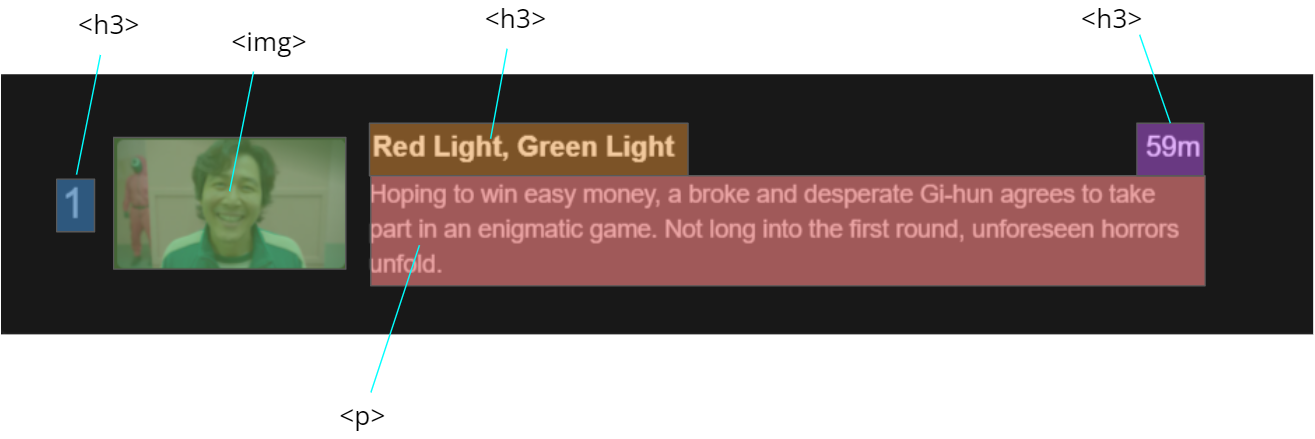 <h3>
<img>
<h3>
<h3>
1
Red Light, Green Light
59m
Hoping to win easy money, a broke and desperate Gi-hun agrees to take
part in an enigmatic game. Not long into the first round, unforeseen horrors
unfold.
<p>